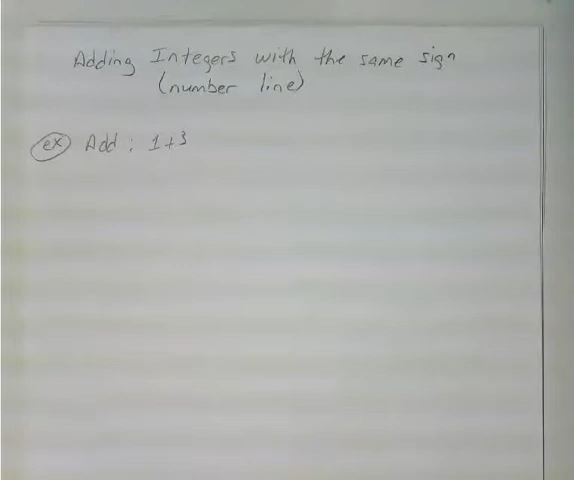 Adding Integers with the same sign
(number line)
ex Add : 1+3